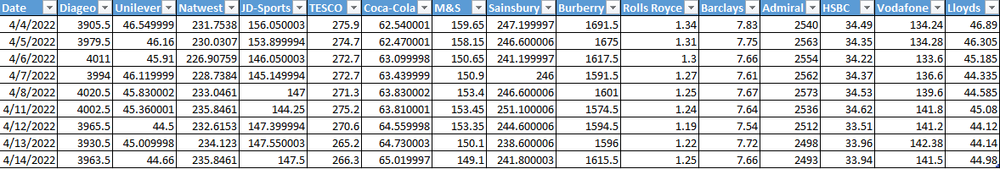 Date Diageo Unilever Natwest JD-Sports TESCO Coca-Cola M&S Sainsbury Burberry Rolls Royce Barclays Admiral HSBC Vodafone Lloyds
4/4/2022 3905.5 46.549999 231.7538 156.050003 275.9 62.540001 159.65 247.199997 1691.5 1.34 7.83 2540 34.49 134.24 46.89
4/5/2022 3979.5 46.16 230.0307 153.899994 274.7 62.470001 158.15 246.600006 1675 1.31 7.75 2563 34.35 134.28 46.305
4/6/2022 4011 45.91 226.90759 146.050003 272.7 63.099998 150.65 241.199997 1617.5 1.3 7.66 2554 34.22 133.6 45.185
4/7/2022 3994 46.119999 228.7384 145.149994 272.7 63.439999 150.9 246 1591.5 1.27 7.61 2562 34.37 136.6 44.335
4/8/2022 4020.5 45.830002 233.0461 147 271.3 63.830002 153.4 246.600006 1601 1.25 7.67 2573 34.53 139.6 44.585
4/11/2022 4002.5 45.360001 235.8461 144.25 275.2 63.810001 153.45 251.100006 1574.5 1.24 7.64 2536 34.62 141.8 45.08
4/12/2022 3965.5 44.5 232.6153 147.399994 270.6 64.559998 153.35 244.600006 1594.5 1.19 7.54 2512 33.51 141.2 44.12
4/13/2022 3930.5 45.009998 234.123 147.550003 265.2 64.730003 150.1 238.600006 1596 1.22 7.72 2498 33.96 142.38 44.14
4/14/2022 3963.5 44.66 235.8461 147.5 266.3 65.019997 149.1 241.800003 1615.5 1.25 7.66 2493 33.94 141.5 44.98